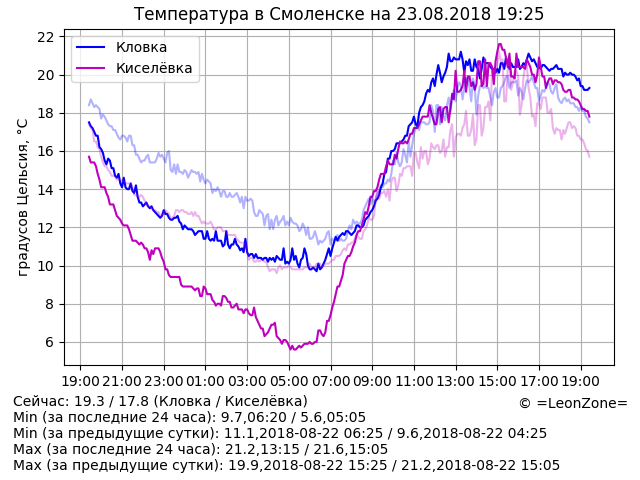 Температура в Смоленске на 23.08.2018 19:25
Кловка
Киселёвка
градусов Цельсия, °C
22
20
18
16
14
12
10
8
6
19:00 21:00 23:00 01:00 03:00 05:00 07:00 09:00 11:00 13:00 15:00 17:00 19:00
Сейчас: 19.3 / 17.8 (Кловка / Киселёвка)
© =LeonZone=
Min (за последние 24 часа): 9.7,06:20 / 5.6,05:05
Min (за предыдущие сутки): 11.1,2018-08-22 06:25 / 9.6,2018-08-22 04:25
Max (за последние 24 часа): 21.2,13:15 / 21.6,15:05
Max (за предыдущие сутки): 19.9,2018-08-22 15:25 / 21.2,2018-08-22 15:05